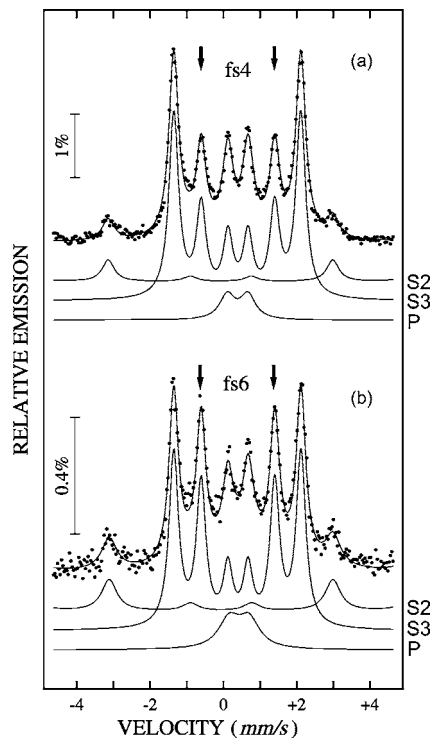 (a)
fs4
1%
S2
S3
P
RELATIVE EMISSION
(b)
fs6
0.4%
S2
S3
P
-4 -2 0 +2 +4
VELOCITY (mm/s)